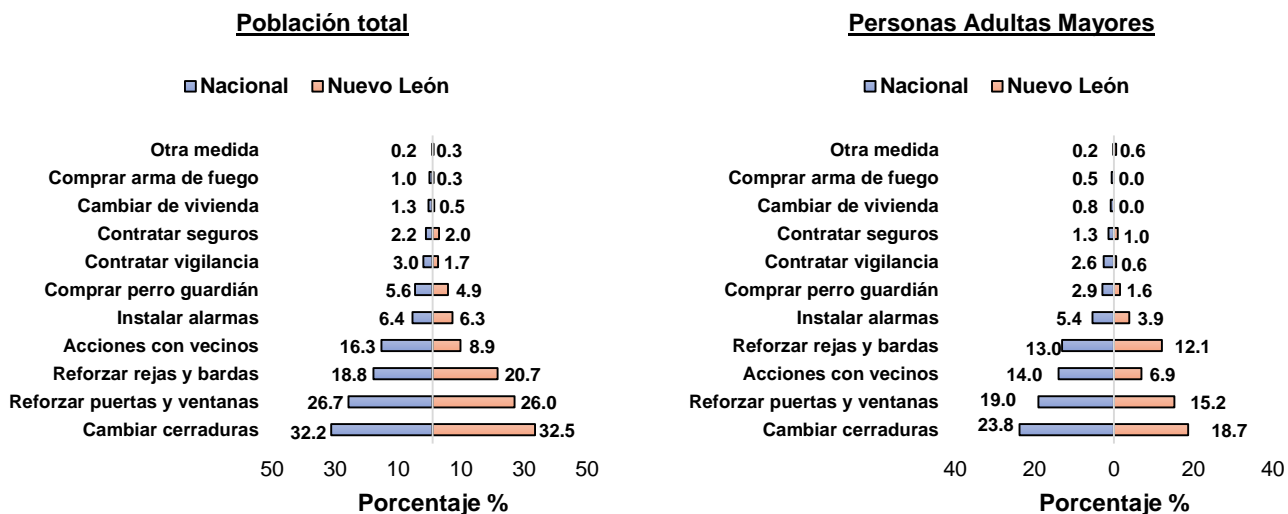 Población total
Nacional Nuevo León
Otra medida 0.2 0.3
Comprar arma de fuego 1.0 0.3
Cambiar de vivienda 1.3 0.5
Contratar seguros 2.2 2.0
Contratar vigilancia 3.0 1.7
Comprar perro guardián 5.6 4.9
Instalar alarmas 6.4 6.3
Acciones con vecinos 16.3 8.9
Reforzar rejas y bardas 18.8 20.7
Reforzar puertas y ventanas 26.7 26.0
Cambiar cerraduras 32.2 32.5
50 30 10 10 30 50
Porcentaje %
Personas Adultas Mayores
Nacional Nuevo León
Otra medida 0.2 0.6
Comprar arma de fuego 0.5 0.0
Cambiar de vivienda 0.8 0.0
Contratar seguros 1.3 1.0
Contratar vigilancia 2.6 0.6
Comprar perro guardián 2.9 1.6
Instalar alarmas 5.4 3.9
Reforzar rejas y bardas 13.0 12.1
Acciones con vecinos 14.0 6.9
Reforzar puertas y ventanas 19.0 15.2
Cambiar cerraduras 23.8 18.7
40 20 0 20 40
Porcentaje %